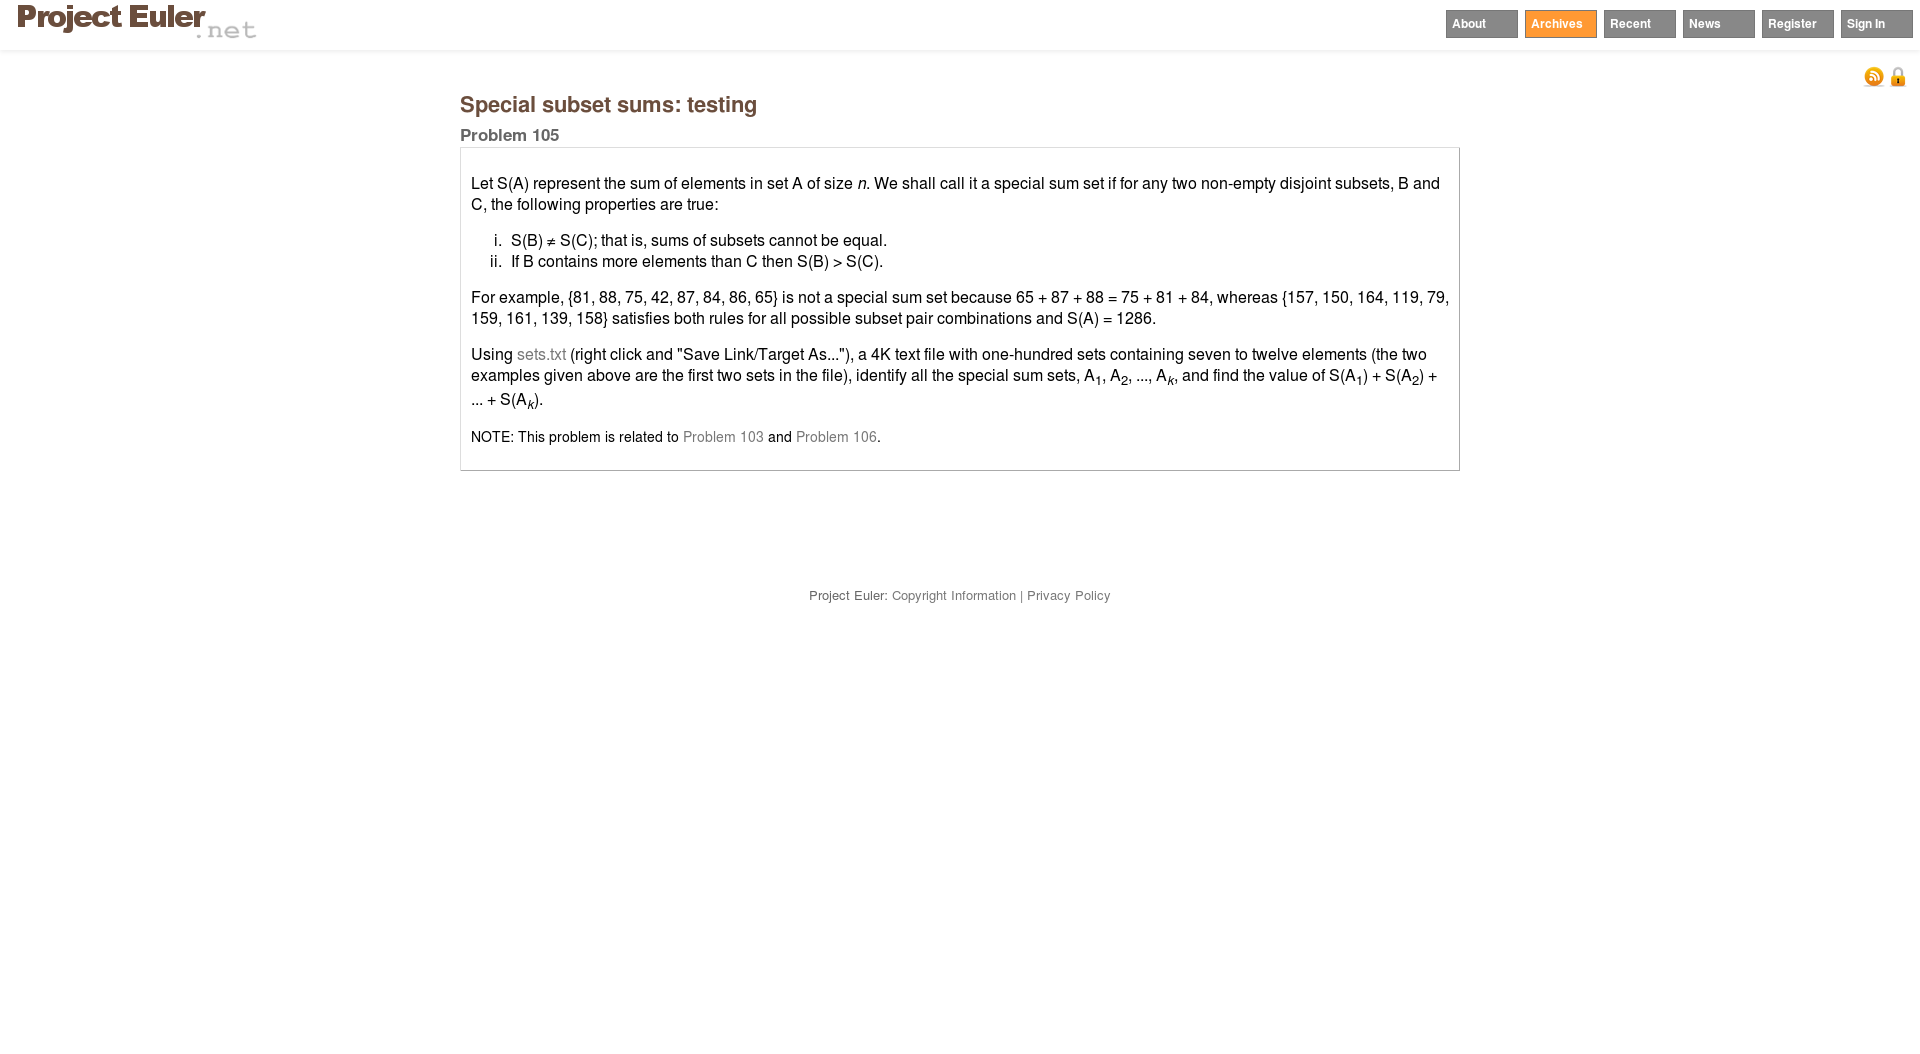 Project Euler.net
About Archives Recent News Register Sign In
Special subset sums: testing
Problem 105
Let S(A) represent the sum of elements in set A of size n. We shall call it a special sum set if for any two non-empty disjoint subsets, B and
C, the following properties are true:
i. S(B) ≠ S(C); that is, sums of subsets cannot be equal.
ii. If B contains more elements than C then S(B) > S(C).
For example, {81, 88, 75, 42, 87, 84, 86, 65} is not a special sum set because 65 + 87 + 88 = 75 + 81 + 84, whereas {157, 150, 164, 119, 79,
159, 161, 139, 158} satisfies both rules for all possible subset pair combinations and S(A) = 1286.
Using sets.txt (right click and "Save Link/Target As..."), a 4K text file with one-hundred sets containing seven to twelve elements (the two
examples given above are the first two sets in the file), identify all the special sum sets, A1, A2, ..., Ak, and find the value of S(A1) + S(A2) +
... + S(Ak).
NOTE: This problem is related to Problem 103 and Problem 106.
Project Euler: Copyright Information | Privacy Policy